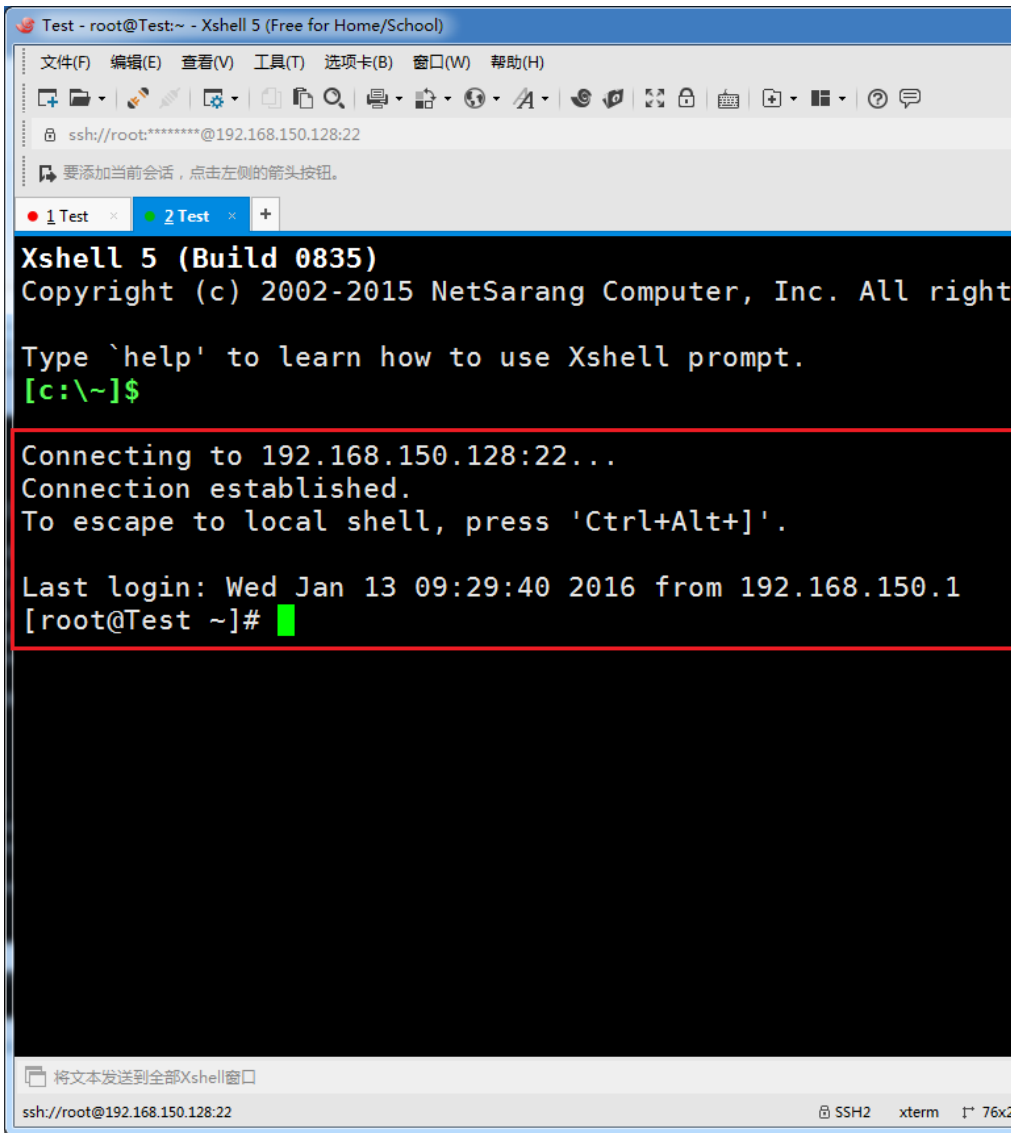 Test - root@Test:~ - Xshell 5 (Free for Home/School)
文件(F) 编辑(E) 查看(V) 工具(T) 选项卡(B) 窗口(W) 帮助(H)
ssh://root:********@192.168.150.128:22
要添加当前会话，点击左侧的箭头按钮。
1 Test × 2 Test × +
Xshell 5 (Build 0835)
Copyright (c) 2002-2015 NetSarang Computer, Inc. All right
Type `help' to learn how to use Xshell prompt.
[c:\~]$
Connecting to 192.168.150.128:22...
Connection established.
To escape to local shell, press 'Ctrl+Alt+]'.
Last login: Wed Jan 13 09:29:40 2016 from 192.168.150.1
[root@Test ~]#
将文本发送到全部Xshell窗口
ssh://root@192.168.150.128:22 SSH2 xterm 76x2